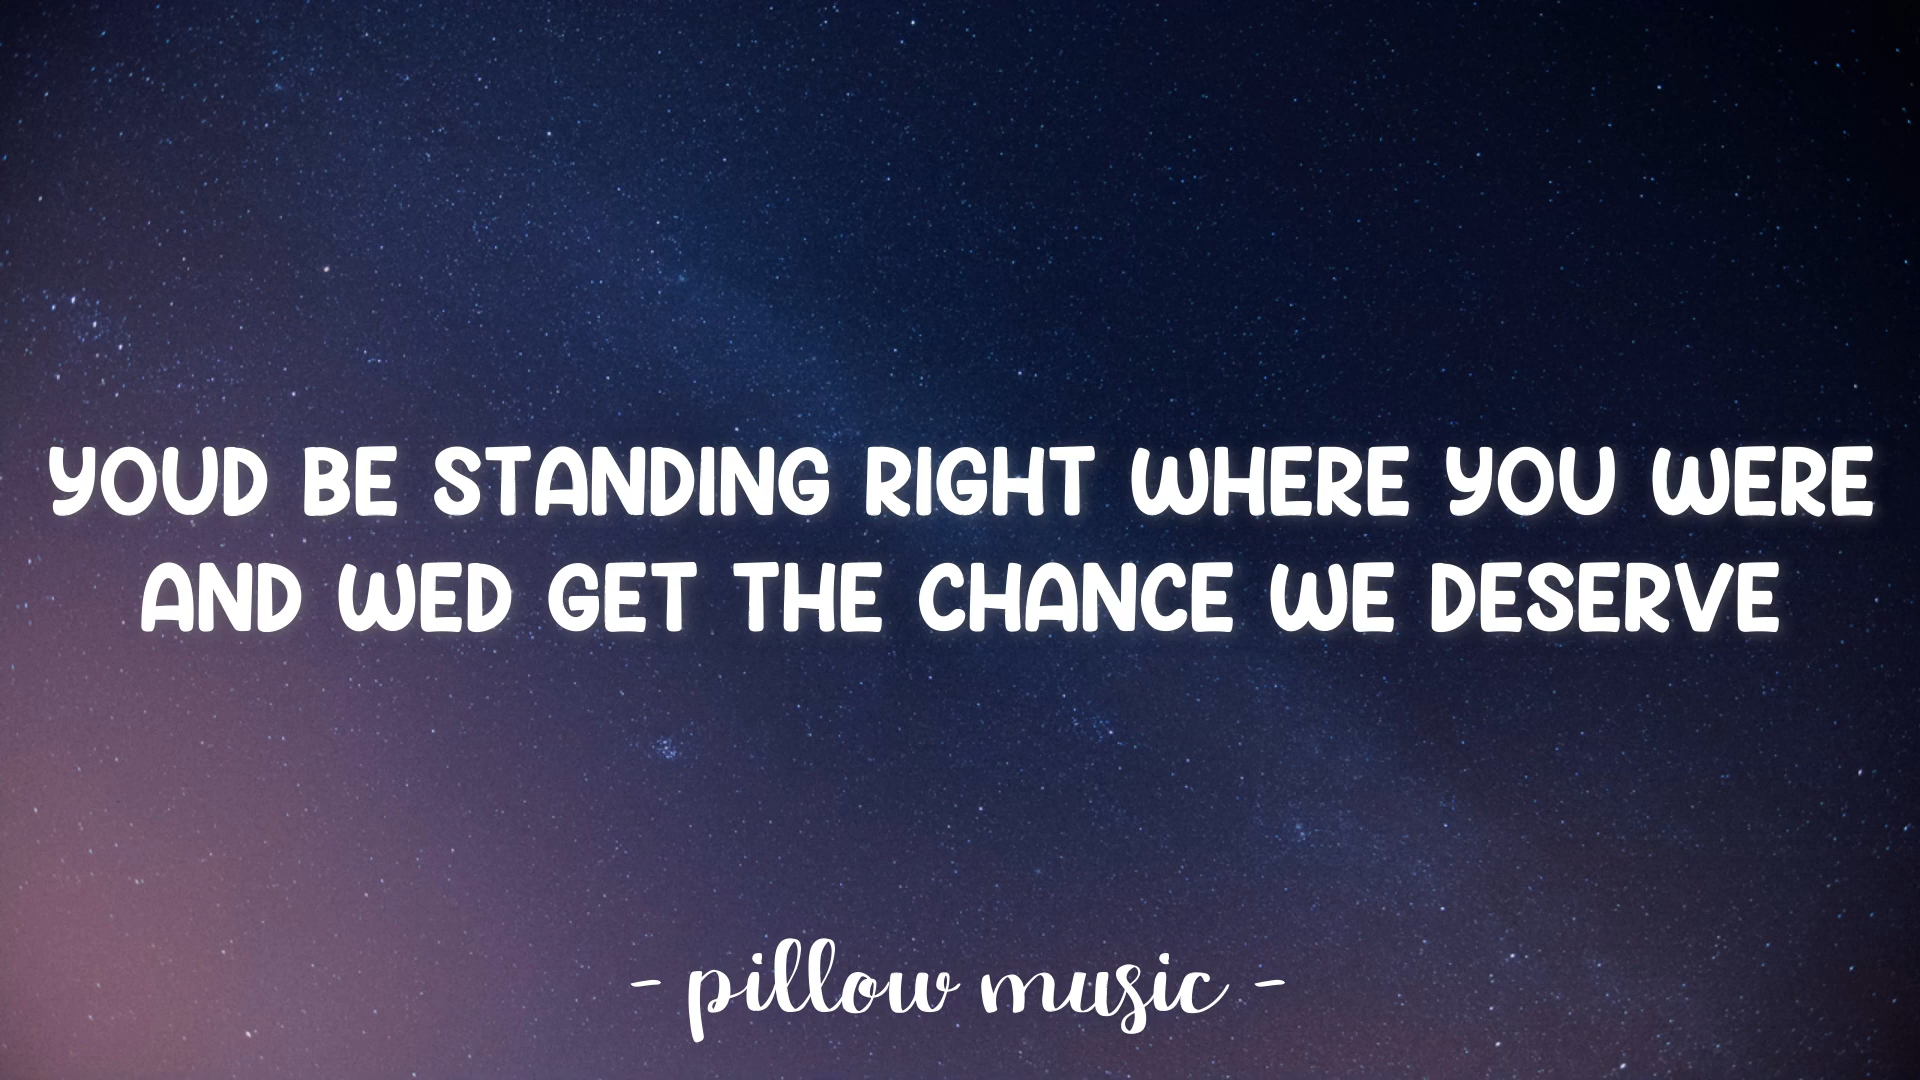 YOUD BE STANDING RIGHT WHERE YOU WERE
AND WED GET THE CHANCE WE DESERVE
- pillow music -